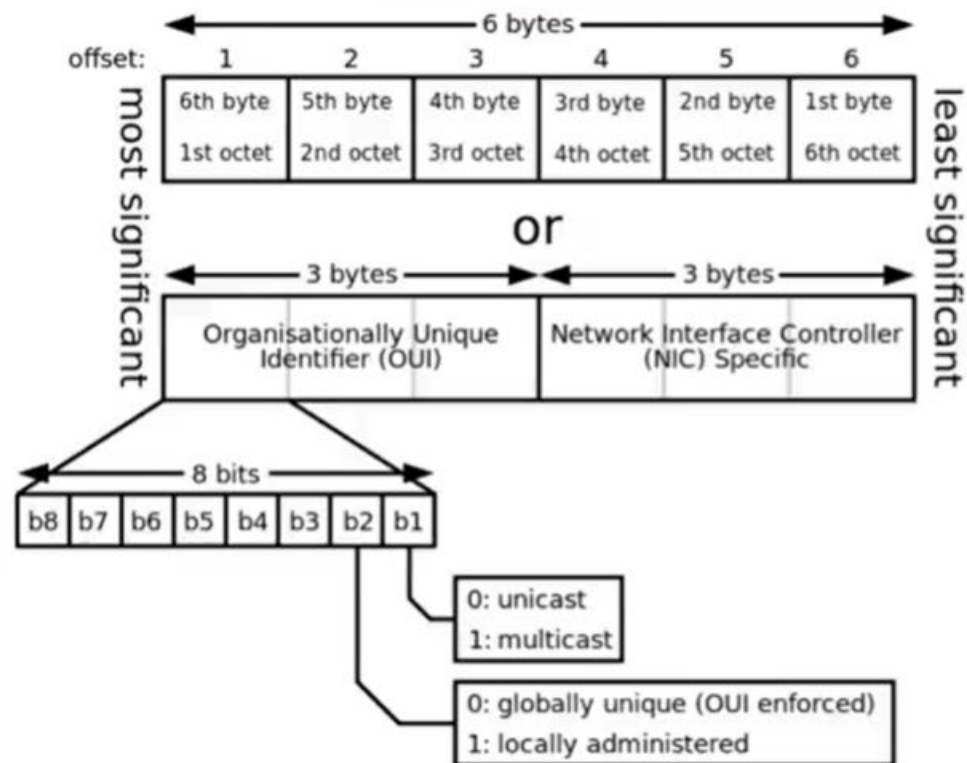 6 bytes
offset: 1 2 3 4 5 6
6th byte 5th byte 4th byte 3rd byte 2nd byte 1st byte
1st octet 2nd octet 3rd octet 4th octet 5th octet 6th octet
most significant
least significant
or
3 bytes 3 bytes
Organisationally Unique
Identifier (OUI)
Network Interface Controller
(NIC) Specific
8 bits
b8 b7 b6 b5 b4 b3 b2 b1
0: unicast
1: multicast
0: globally unique (OUI enforced)
1: locally administered